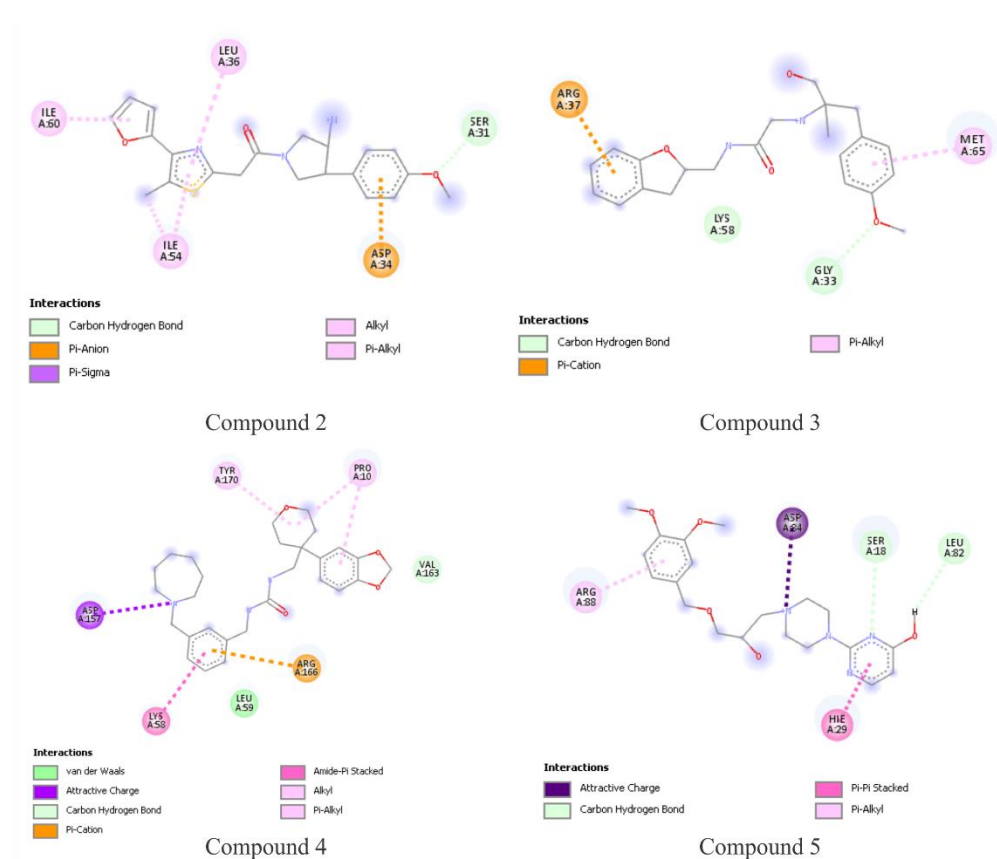 LEU
A:36
ILE
A:60
SER
A:31
O
N
O
N
N
S
O
ILE
A:54
ASP
A:34
Interactions
Carbon Hydrogen Bond
Pi-Anion
Pi-Sigma
Alkyl
Pi-Alkyl
Compound 2
ARG
A:37
O
MET
A:65
O
N
N
O
LYS
A:58
O
GLY
A:33
Interactions
Carbon Hydrogen Bond
Pi-Cation
Pi-Alkyl
Compound 3
TYR
A:170
PRO
A:10
O
VAL
A:163
O
O
N
N
O
ASP
A:157
N
ARG
A:166
LEU
A:59
LYS
A:58
Interactions
van der Waals
Attractive Charge
Carbon Hydrogen Bond
Pi-Cation
Amide-Pi Stacked
Alkyl
Pi-Alkyl
Compound 4
ASP
A:84
SER
A:18
LEU
A:82
O
O
H
ARG
A:88
O
N
N
N
O
O
N
HIE
A:29
Interactions
Attractive Charge
Carbon Hydrogen Bond
Pi-Pi Stacked
Pi-Alkyl
Compound 5